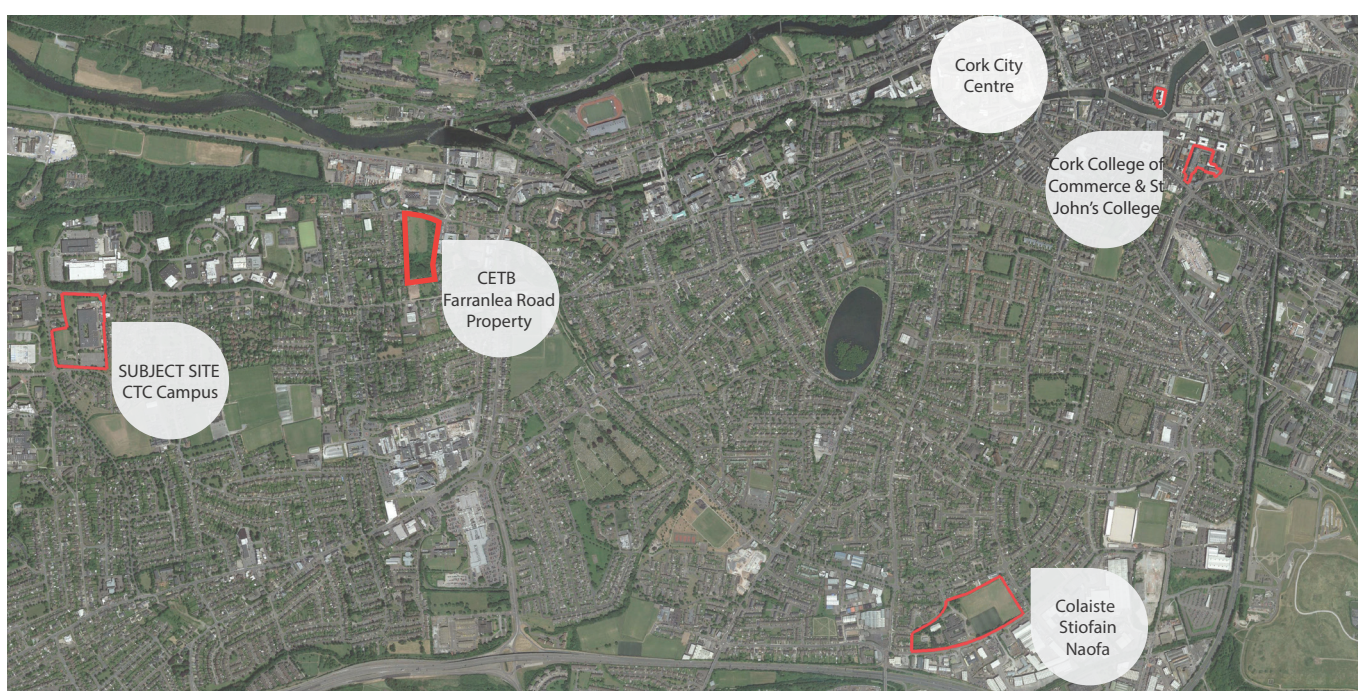 Cork City
Centre
Cork College of
Commerce & St
John's College
CETB
Farranlea Road
Property
SUBJECT SITE
CTC Campus
Colaiste
Stiofain
Naofa